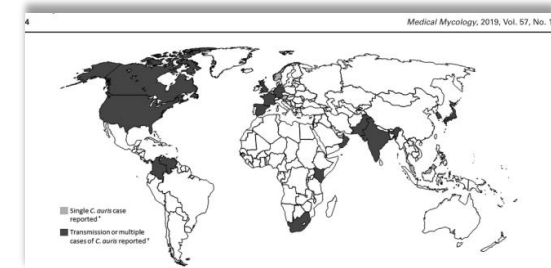 4
Medical Mycology, 2019, Vol. 57, No. 1
Single C. auris case
reported
Transmission or multiple
cases of C. auris reported